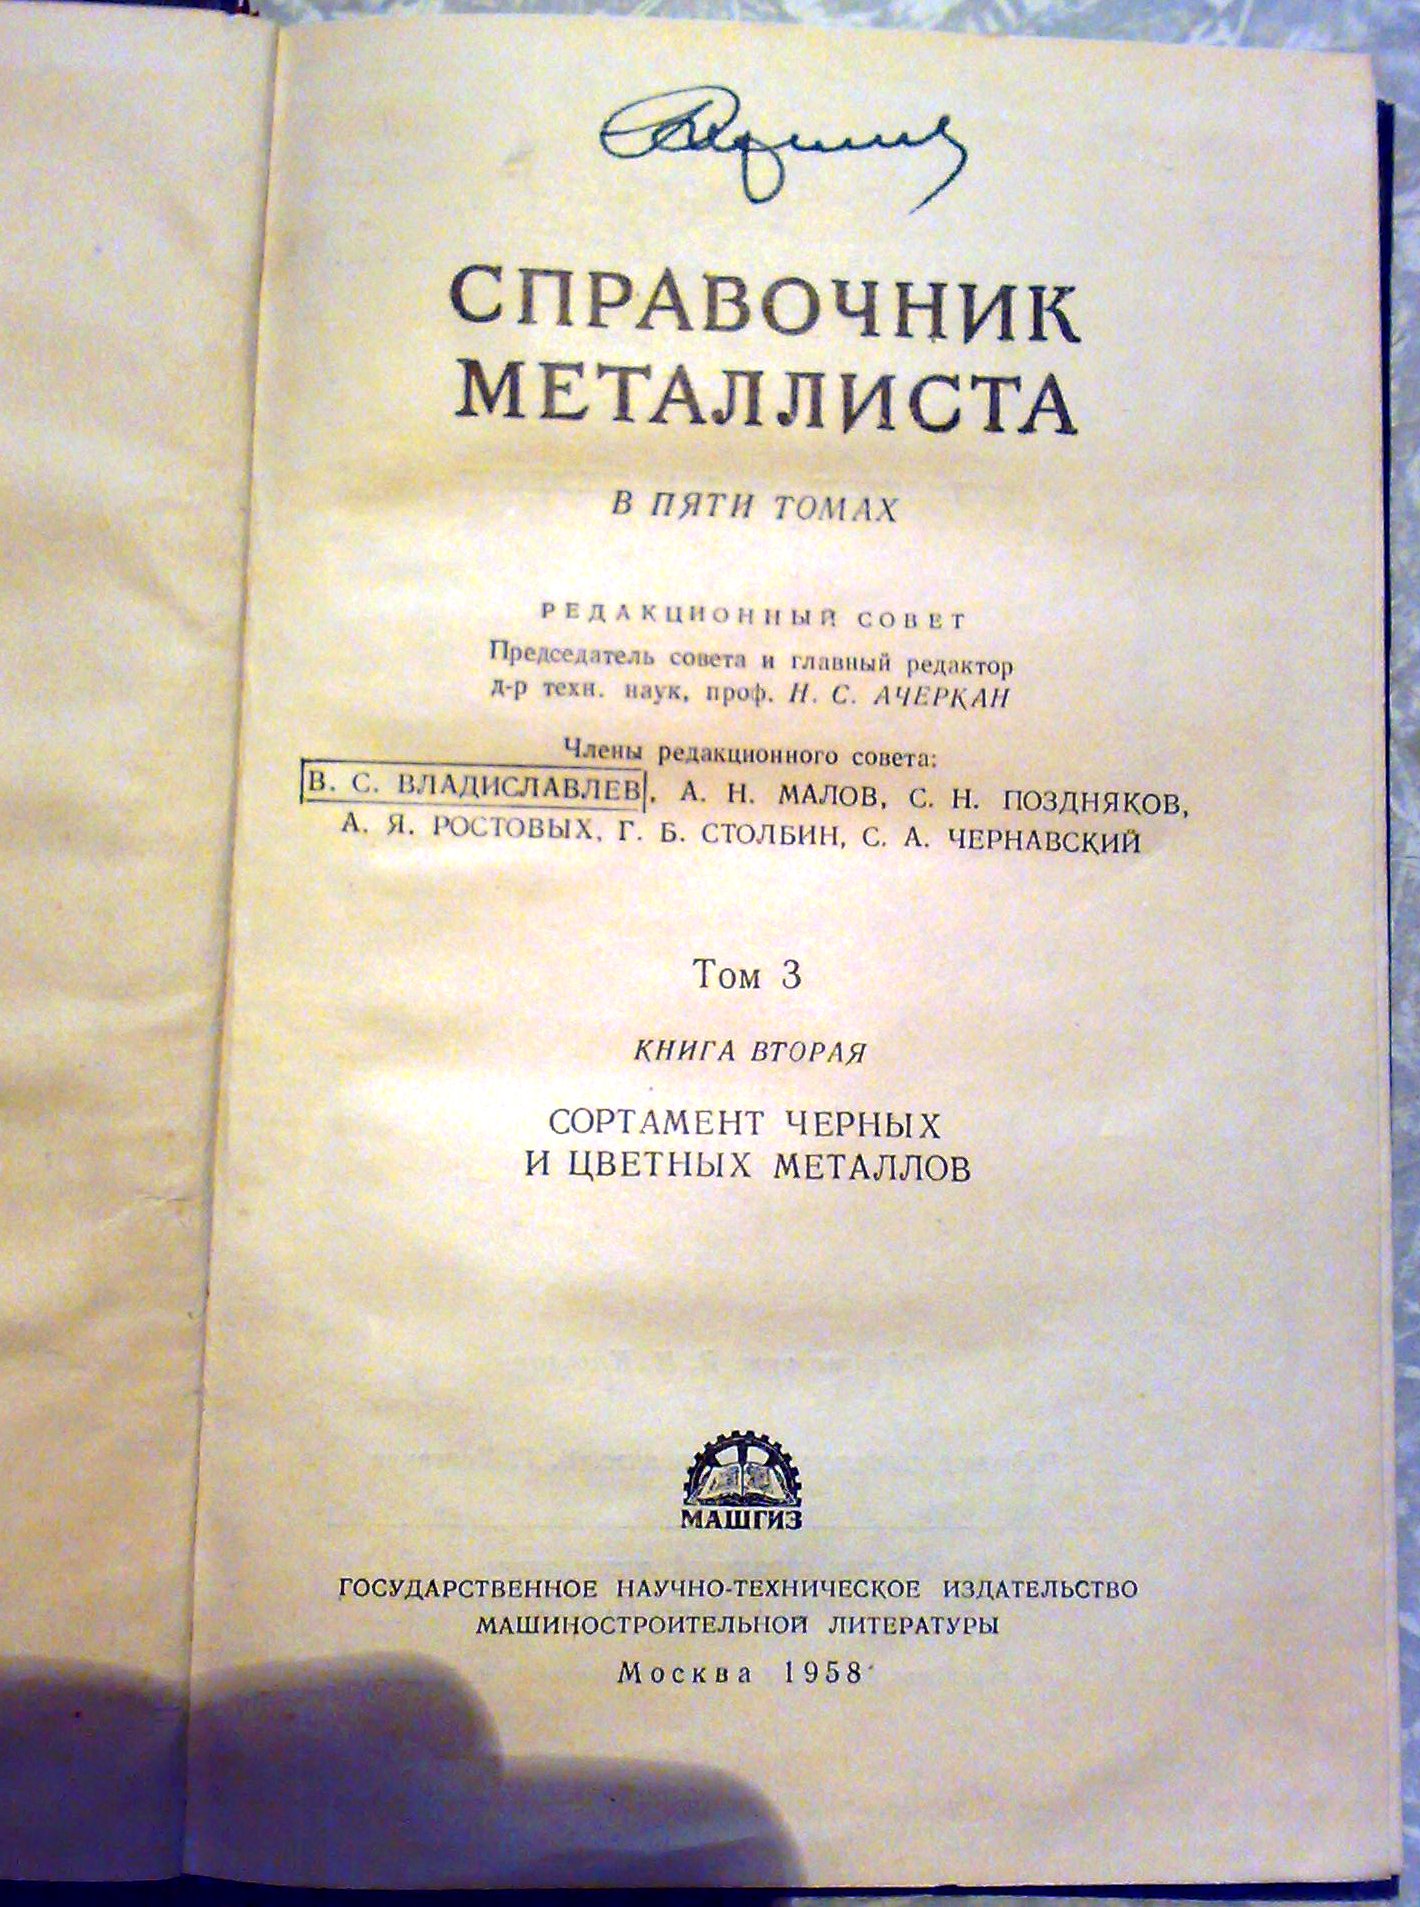 СПРАВОЧНИК
МЕТАЛЛИСТА
В ПЯТИ ТОМАХ
РЕДАКЦИОННЫЙ СОВЕТ
Председатель совета и главный редактор
д-р техн. наук, проф. Н. С. АЧЕРКАН
Члены редакционного совета:
В. С. ВЛАДИСЛАВЛЕВ, А. Н. МАЛОВ, С. Н. ПОЗДНЯКОВ,
А. Я. РОСТОВЫХ, Г. Б. СТОЛБИН, С. А. ЧЕРНАВСКИЙ
Том 3
КНИГА ВТОРАЯ
СОРТАМЕНТ ЧЕРНЫХ
И ЦВЕТНЫХ МЕТАЛЛОВ
МАШГИЗ
ГОСУДАРСТВЕННОЕ НАУЧНО-ТЕХНИЧЕСКОЕ ИЗДАТЕЛЬСТВО
МАШИНОСТРОИТЕЛЬНОЙ ЛИТЕРАТУРЫ
Москва 1958